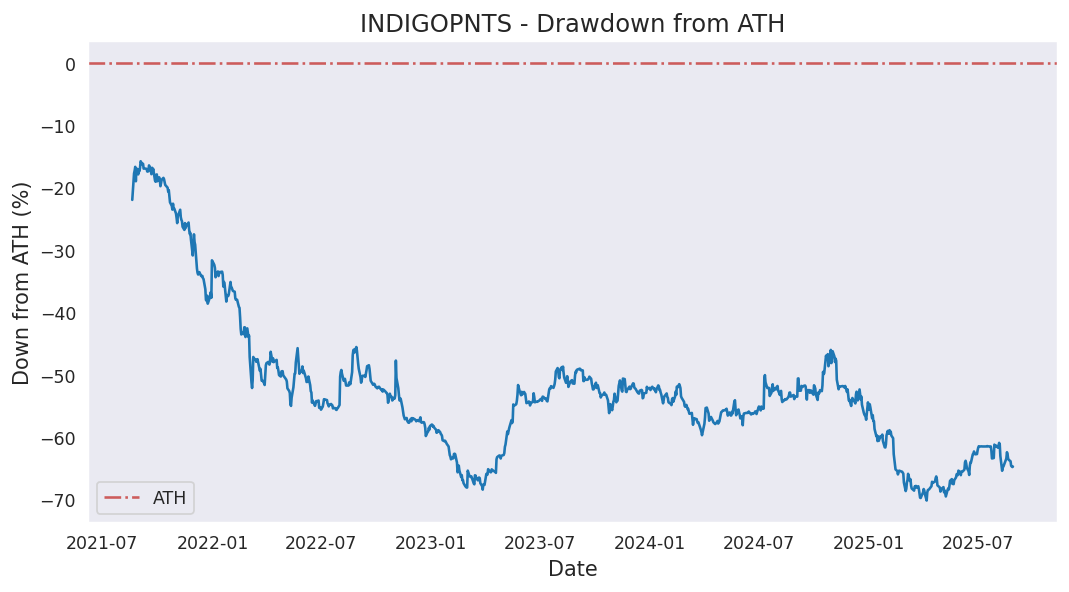 INDIGOPNTS - Drawdown from ATH
Down from ATH (%)
0
−10
−20
−30
−40
−50
−60
−70
ATH
2021-07 2022-01 2022-07 2023-01 2023-07 2024-01 2024-07 2025-01 2025-07
Date